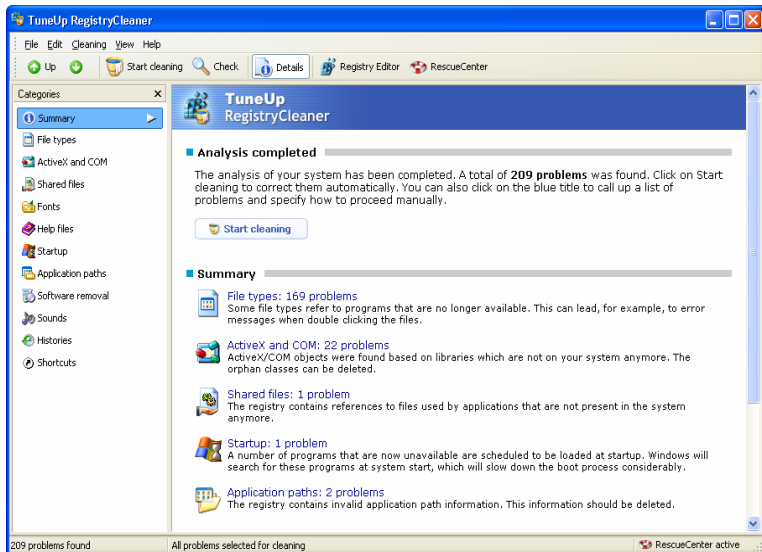 TuneUp RegistryCleaner
File Edit Cleaning View Help
Up Start cleaning Check Details Registry Editor RescueCenter
Categories
Summary
File types
ActiveX and COM
Shared files
Fonts
Help files
Startup
Application paths
Software removal
Sounds
Histories
Shortcuts
TuneUp
RegistryCleaner
Analysis completed
The analysis of your system has been completed. A total of 209 problems was found. Click on Start
cleaning to correct them automatically. You can also click on the blue title to call up a list of
problems and specify how to proceed manually.
Start cleaning
Summary
File types: 169 problems
Some file types refer to programs that are no longer available. This can lead, for example, to error
messages when double clicking the files.
ActiveX and COM: 22 problems
ActiveX/COM objects were found based on libraries which are not on your system anymore. The
orphan classes can be deleted.
Shared files: 1 problem
The registry contains references to files used by applications that are not present in the system
anymore.
Startup: 1 problem
A number of programs that are now unavailable are scheduled to be loaded at startup. Windows will
search for these programs at system start, which will slow down the boot process considerably.
Application paths: 2 problems
The registry contains invalid application path information. This information should be deleted.
209 problems found
All problems selected for cleaning
RescueCenter active